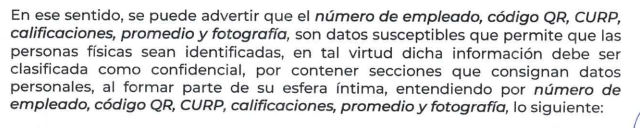 En ese sentido, se puede advertir que el número de empleado, código QR, CURP,
calificaciones, promedio y fotografía, son datos susceptibles que permite que las
personas físicas sean identificadas, en tal virtud dicha información debe ser
clasificada como confidencial, por contener secciones que consignan datos
personales, al formar parte de su esfera íntima, entendiendo por número de
empleado, código QR, CURP, calificaciones, promedio y fotografía, lo siguiente: